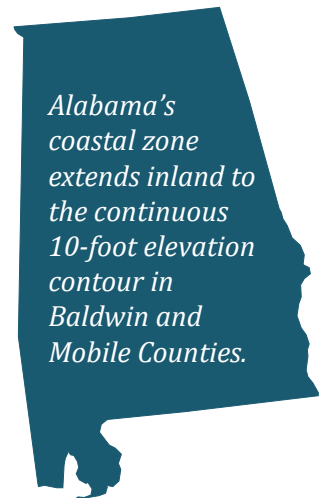 Alabama’s
coastal zone
extends inland to
the continuous
10-foot elevation
contour in
Baldwin and
Mobile Counties.